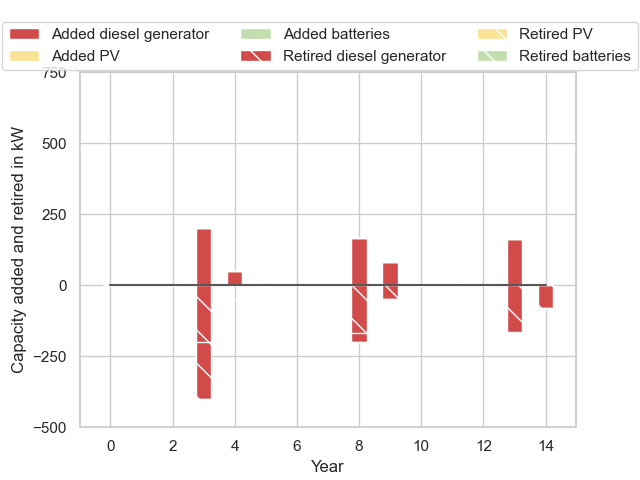 Added diesel generator
Added PV
Added batteries
Retired diesel generator
Retired PV
Retired batteries
750
500
250
0
−250
−500
Capacity added and retired in kW
0 2 4 6 8 10 12 14
Year